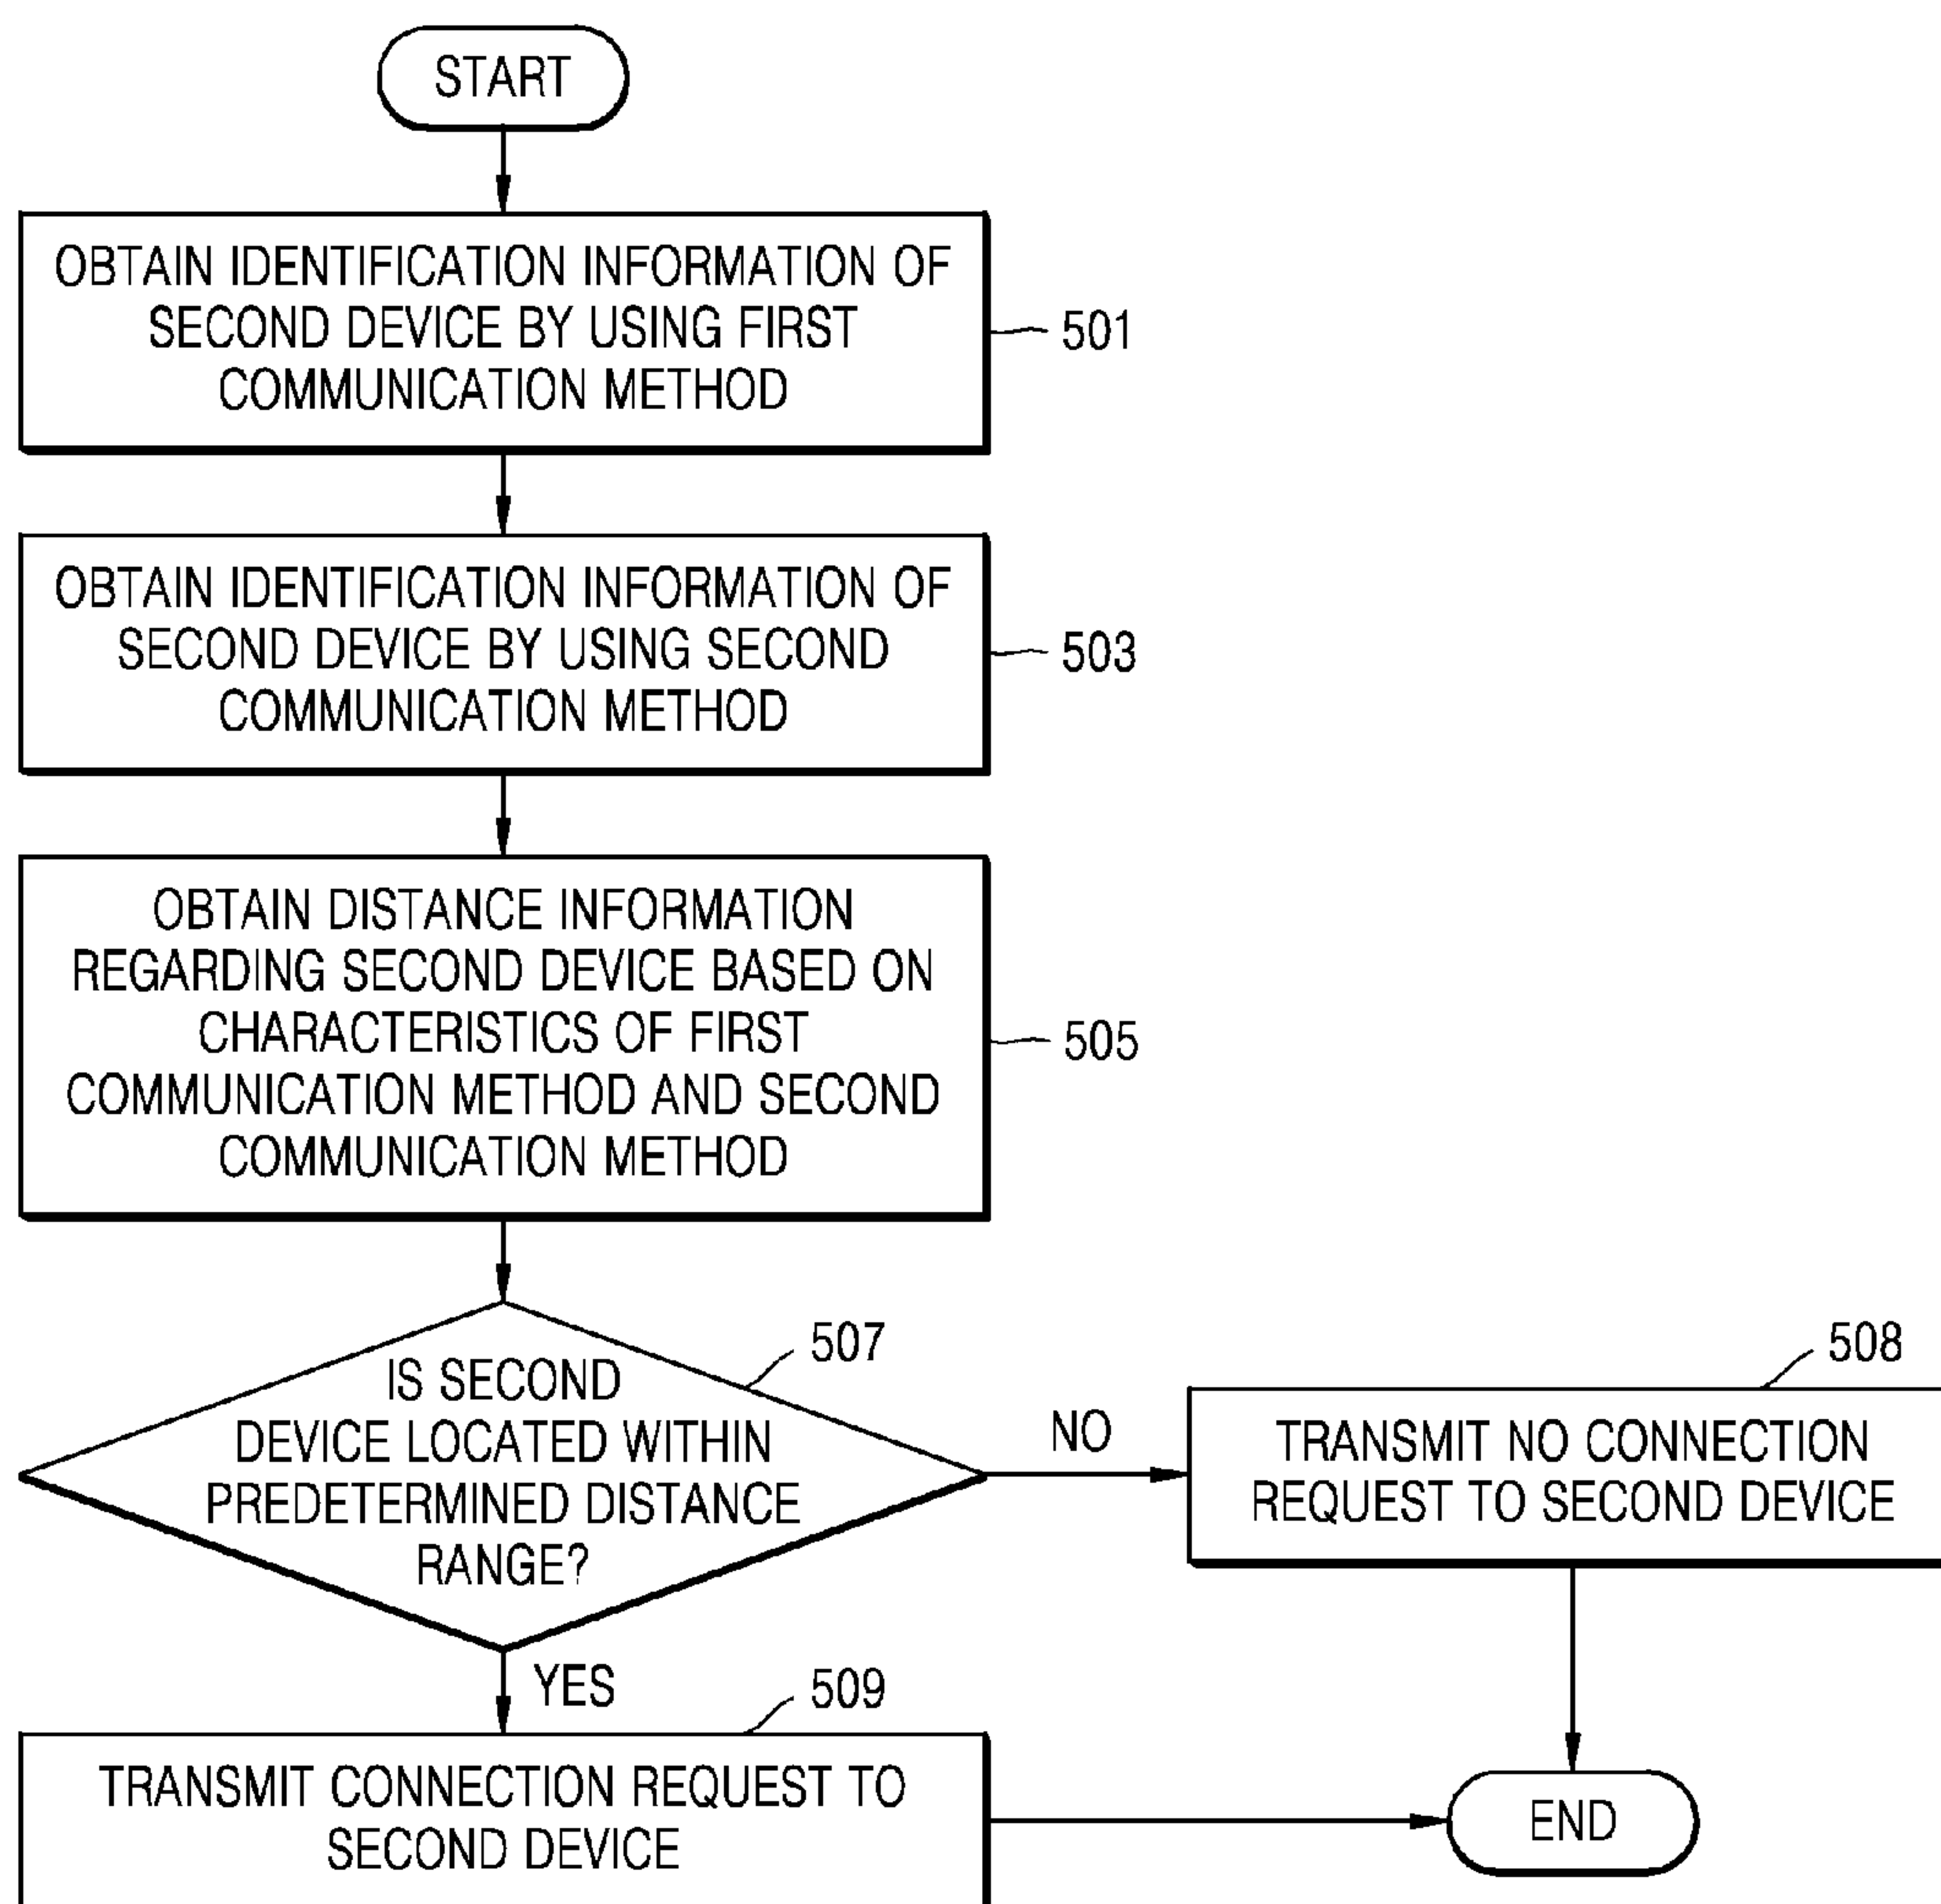 START
OBTAIN IDENTIFICATION INFORMATION OF
SECOND DEVICE BY USING FIRST
COMMUNICATION METHOD
501
OBTAIN IDENTIFICATION INFORMATION OF
SECOND DEVICE BY USING SECOND
COMMUNICATION METHOD
503
OBTAIN DISTANCE INFORMATION
REGARDING SECOND DEVICE BASED ON
CHARACTERISTICS OF FIRST
COMMUNICATION METHOD AND SECOND
COMMUNICATION METHOD
505
507
IS SECOND
DEVICE LOCATED WITHIN
PREDETERMINED DISTANCE
RANGE?
NO
508
TRANSMIT NO CONNECTION
REQUEST TO SECOND DEVICE
YES
509
TRANSMIT CONNECTION REQUEST TO
SECOND DEVICE
END